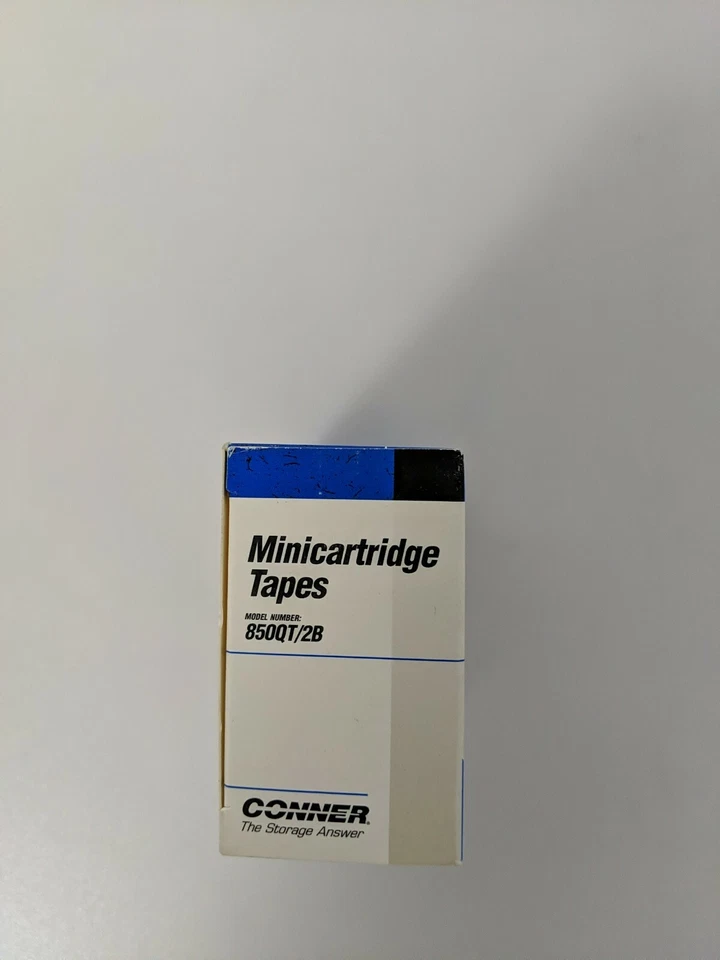 Minicartridge
Tapes
MODEL NUMBER:
850QT/2B
CONNER®
The Storage Answer